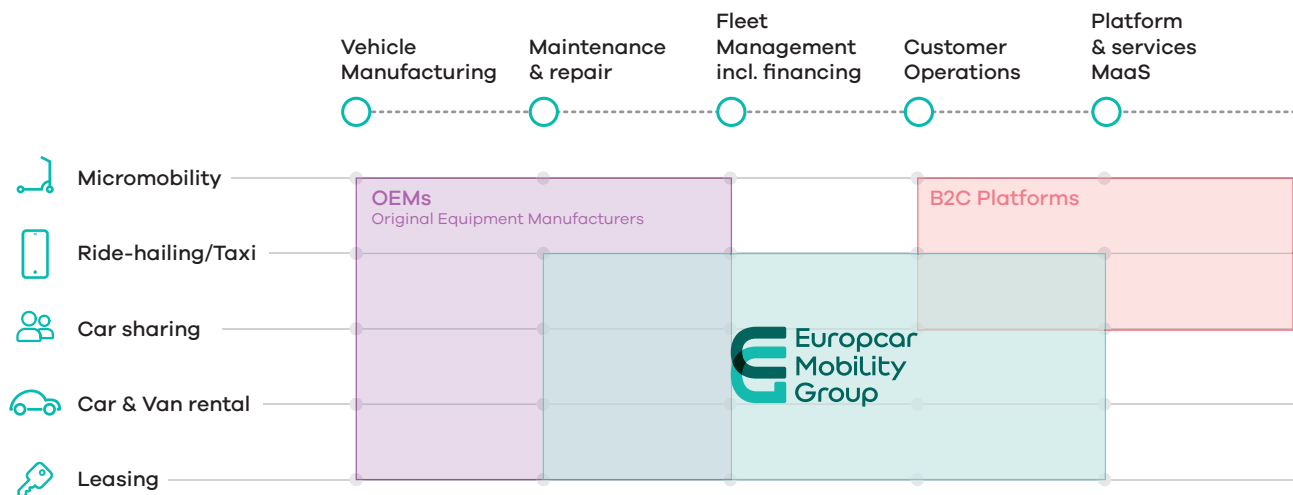 Vehicle
Manufacturing
Maintenance
& repair
Fleet
Management
incl. financing
Customer
Operations
Platform
& services
MaaS
Micromobility
OEMs
Original Equipment Manufacturers
B2C Platforms
Ride-hailing/Taxi
Car sharing
Europcar
Mobility
Group
Car & Van rental
Leasing